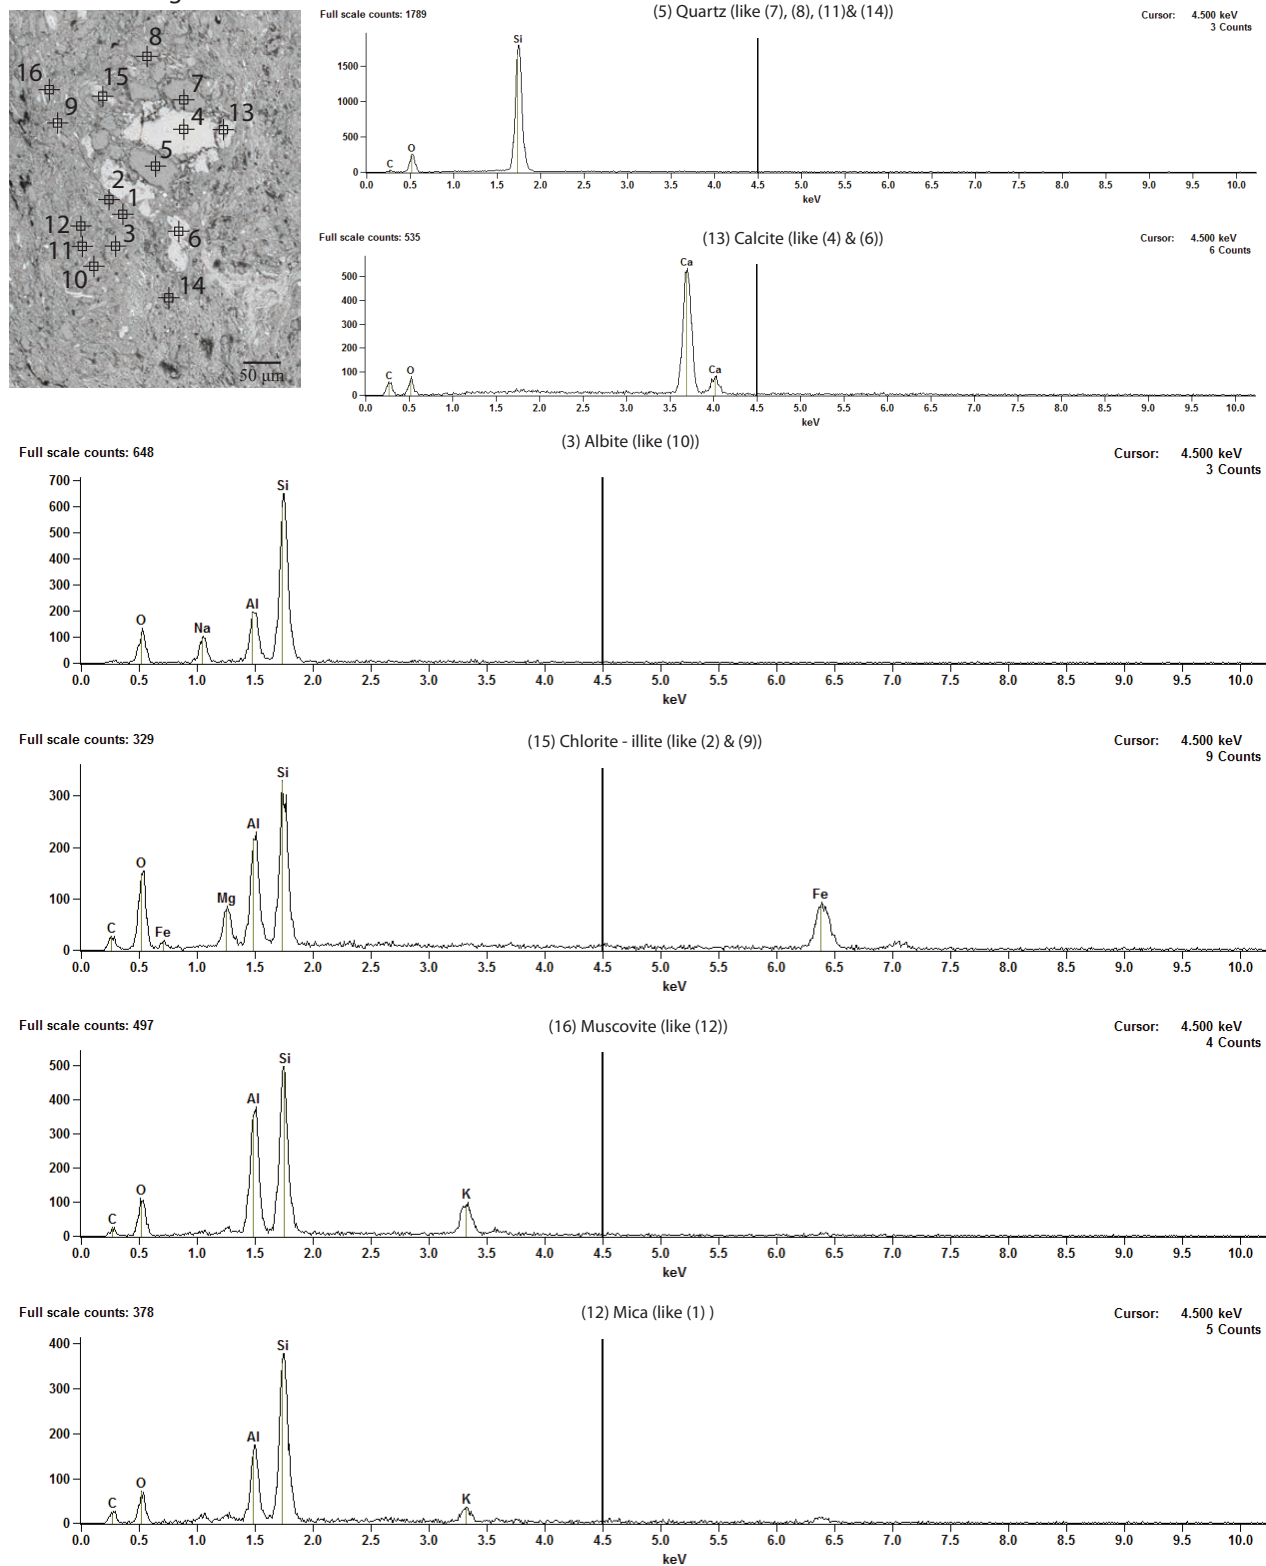 8
16
15
7
9
4
13
5
2
1
12
3
6
11
10
14
50 µm
Full scale counts: 1789
(5) Quartz (like (7), (8), (11)& (14))
Cursor: 4.500 keV
3 Counts
Si
1500
1000
500
0
C
O
0.0 0.5 1.0 1.5 2.0 2.5 3.0 3.5 4.0 4.5 5.0 5.5 6.0 6.5 7.0 7.5 8.0 8.5 9.0 9.5 10.0
keV
Full scale counts: 535
(13) Calcite (like (4) & (6))
Cursor: 4.500 keV
6 Counts
Ca
500
400
300
200
100
0
C
O
Ca
0.0 0.5 1.0 1.5 2.0 2.5 3.0 3.5 4.0 4.5 5.0 5.5 6.0 6.5 7.0 7.5 8.0 8.5 9.0 9.5 10.0
keV
(3) Albite (like (10))
Full scale counts: 648
Cursor: 4.500 keV
3 Counts
700
600
500
400
300
200
100
0
O
Na
Al
Si
0.0 0.5 1.0 1.5 2.0 2.5 3.0 3.5 4.0 4.5 5.0 5.5 6.0 6.5 7.0 7.5 8.0 8.5 9.0 9.5 10.0
keV
Full scale counts: 329
(15) Chlorite - illite (like (2) & (9))
Cursor: 4.500 keV
9 Counts
300
200
100
0
C
O
Fe
Mg
Al
Si
Fe
0.0 0.5 1.0 1.5 2.0 2.5 3.0 3.5 4.0 4.5 5.0 5.5 6.0 6.5 7.0 7.5 8.0 8.5 9.0 9.5 10.0
keV
Full scale counts: 497
(16) Muscovite (like (12))
Cursor: 4.500 keV
4 Counts
500
400
300
200
100
0
C
O
Al
Si
K
0.0 0.5 1.0 1.5 2.0 2.5 3.0 3.5 4.0 4.5 5.0 5.5 6.0 6.5 7.0 7.5 8.0 8.5 9.0 9.5 10.0
keV
Full scale counts: 378
(12) Mica (like (1) )
Cursor: 4.500 keV
5 Counts
400
300
200
100
0
C
O
Al
Si
K
0.0 0.5 1.0 1.5 2.0 2.5 3.0 3.5 4.0 4.5 5.0 5.5 6.0 6.5 7.0 7.5 8.0 8.5 9.0 9.5 10.0
keV